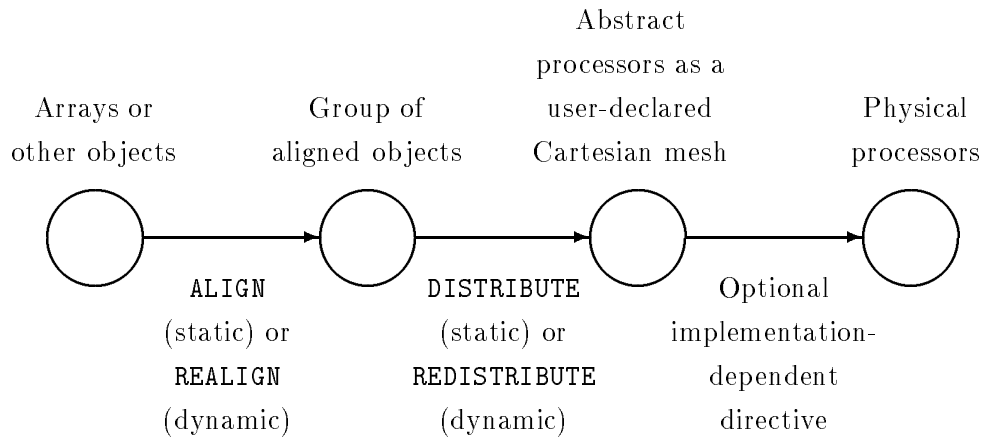 Arrays or
other objects
Group of
aligned objects
Abstract
processors as a
user-declared
Cartesian mesh
Physical
processors
ALIGN
(static) or
REALIGN
(dynamic)
DISTRIBUTE
(static) or
REDISTRIBUTE
(dynamic)
Optional
implementation-
dependent
directive